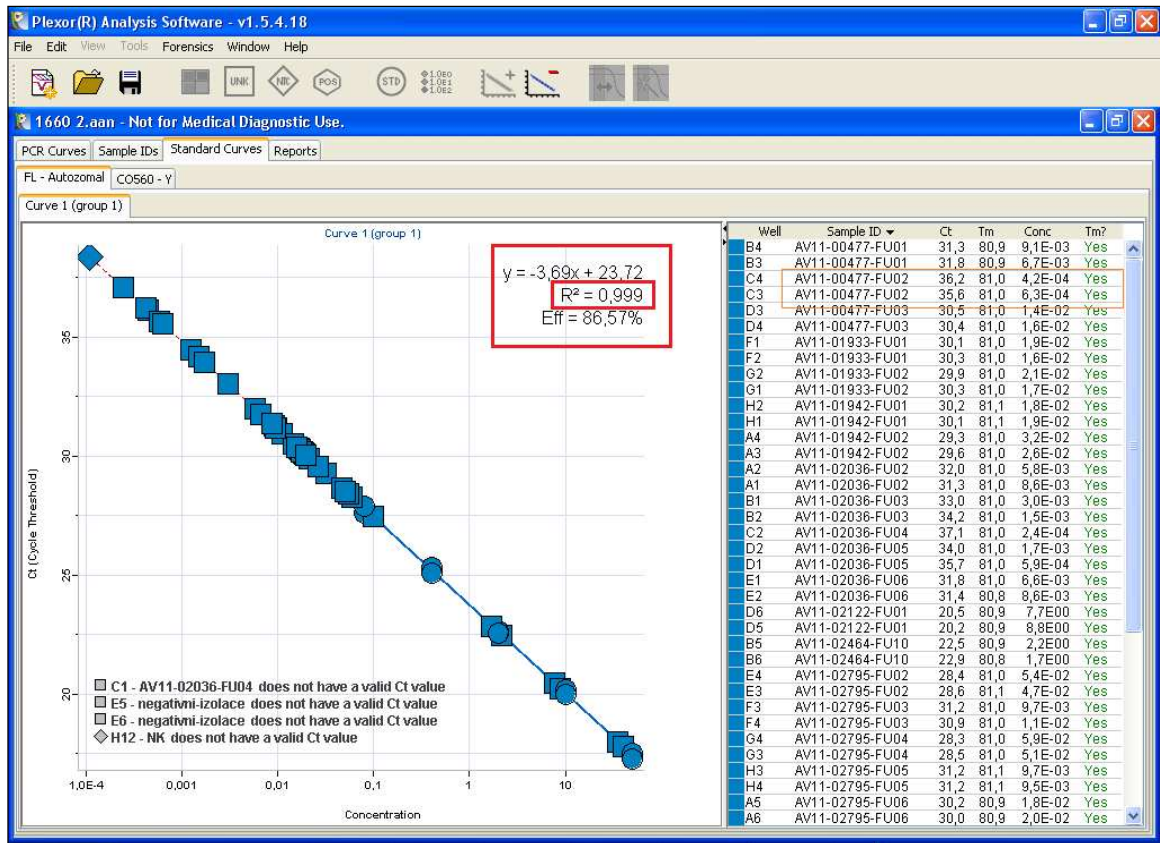 Plexor(R) Analysis Software - v1.5.4.18
File Edit View Tools Forensics Window Help
UNK NTC POS STD 1.0E0
1.0E1
1.0E2
1660 2.aan - Not for Medical Diagnostic Use.
PCR Curves Sample IDs Standard Curves Reports
FL - Autozomal CO560 - Y
Curve 1 (group 1)
Curve 1 (group 1)
y = -3,69x + 23,72
R² = 0,999
Eff = 86,57%
35
30
25
20
Ct (Cycle Threshold)
C1 - AV11-02036-FU04 does not have a valid Ct value
E5 - negativni-izolace does not have a valid Ct value
E6 - negativni-izolace does not have a valid Ct value
H12 - NK does not have a valid Ct value
1,0E-4 0,001 0,01 0,1 1 10
Concentration
Well Sample ID Ct Tm Conc Tm?
B4 AV11-00477-FU01 31,3 80,9 9,1E-03 Yes
B3 AV11-00477-FU01 31,8 80,9 6,7E-03 Yes
C4 AV11-00477-FU02 36,2 81,0 4,2E-04 Yes
C3 AV11-00477-FU02 35,6 81,0 6,3E-04 Yes
D3 AV11-00477-FU03 30,5 81,0 1,4E-02 Yes
D4 AV11-00477-FU03 30,4 81,0 1,6E-02 Yes
F1 AV11-01933-FU01 30,1 81,0 1,9E-02 Yes
F2 AV11-01933-FU01 30,3 81,0 1,6E-02 Yes
G2 AV11-01933-FU02 29,9 81,0 2,1E-02 Yes
G1 AV11-01933-FU02 30,3 81,0 1,7E-02 Yes
H2 AV11-01942-FU01 30,2 81,1 1,8E-02 Yes
H1 AV11-01942-FU01 30,1 81,1 1,9E-02 Yes
A4 AV11-01942-FU02 29,3 81,0 3,2E-02 Yes
A3 AV11-01942-FU02 29,6 81,0 2,6E-02 Yes
A2 AV11-02036-FU02 32,0 81,0 5,8E-03 Yes
A1 AV11-02036-FU02 31,3 81,0 8,6E-03 Yes
B1 AV11-02036-FU03 33,0 81,0 3,0E-03 Yes
B2 AV11-02036-FU03 34,2 81,0 1,5E-03 Yes
C2 AV11-02036-FU04 37,1 81,0 2,4E-04 Yes
D2 AV11-02036-FU05 34,0 81,0 1,7E-03 Yes
D1 AV11-02036-FU05 35,7 81,0 5,9E-04 Yes
E1 AV11-02036-FU06 31,8 81,0 6,6E-03 Yes
E2 AV11-02036-FU06 31,4 80,8 8,6E-03 Yes
D6 AV11-02122-FU01 20,5 80,9 7,7E00 Yes
D5 AV11-02122-FU01 20,2 80,9 8,8E00 Yes
B5 AV11-02464-FU10 22,5 80,9 2,2E00 Yes
B6 AV11-02464-FU10 22,9 80,8 1,7E00 Yes
E4 AV11-02795-FU02 28,4 81,0 5,4E-02 Yes
E3 AV11-02795-FU02 28,6 81,1 4,7E-02 Yes
F3 AV11-02795-FU03 31,2 81,0 9,7E-03 Yes
F4 AV11-02795-FU03 30,9 81,0 1,1E-02 Yes
G4 AV11-02795-FU04 28,3 81,0 5,9E-02 Yes
G3 AV11-02795-FU04 28,5 81,0 5,1E-02 Yes
H3 AV11-02795-FU05 31,2 81,1 9,7E-03 Yes
H4 AV11-02795-FU05 31,2 81,1 9,5E-03 Yes
A5 AV11-02795-FU06 30,2 80,9 1,8E-02 Yes
A6 AV11-02795-FU06 30,0 80,9 2,0E-02 Yes